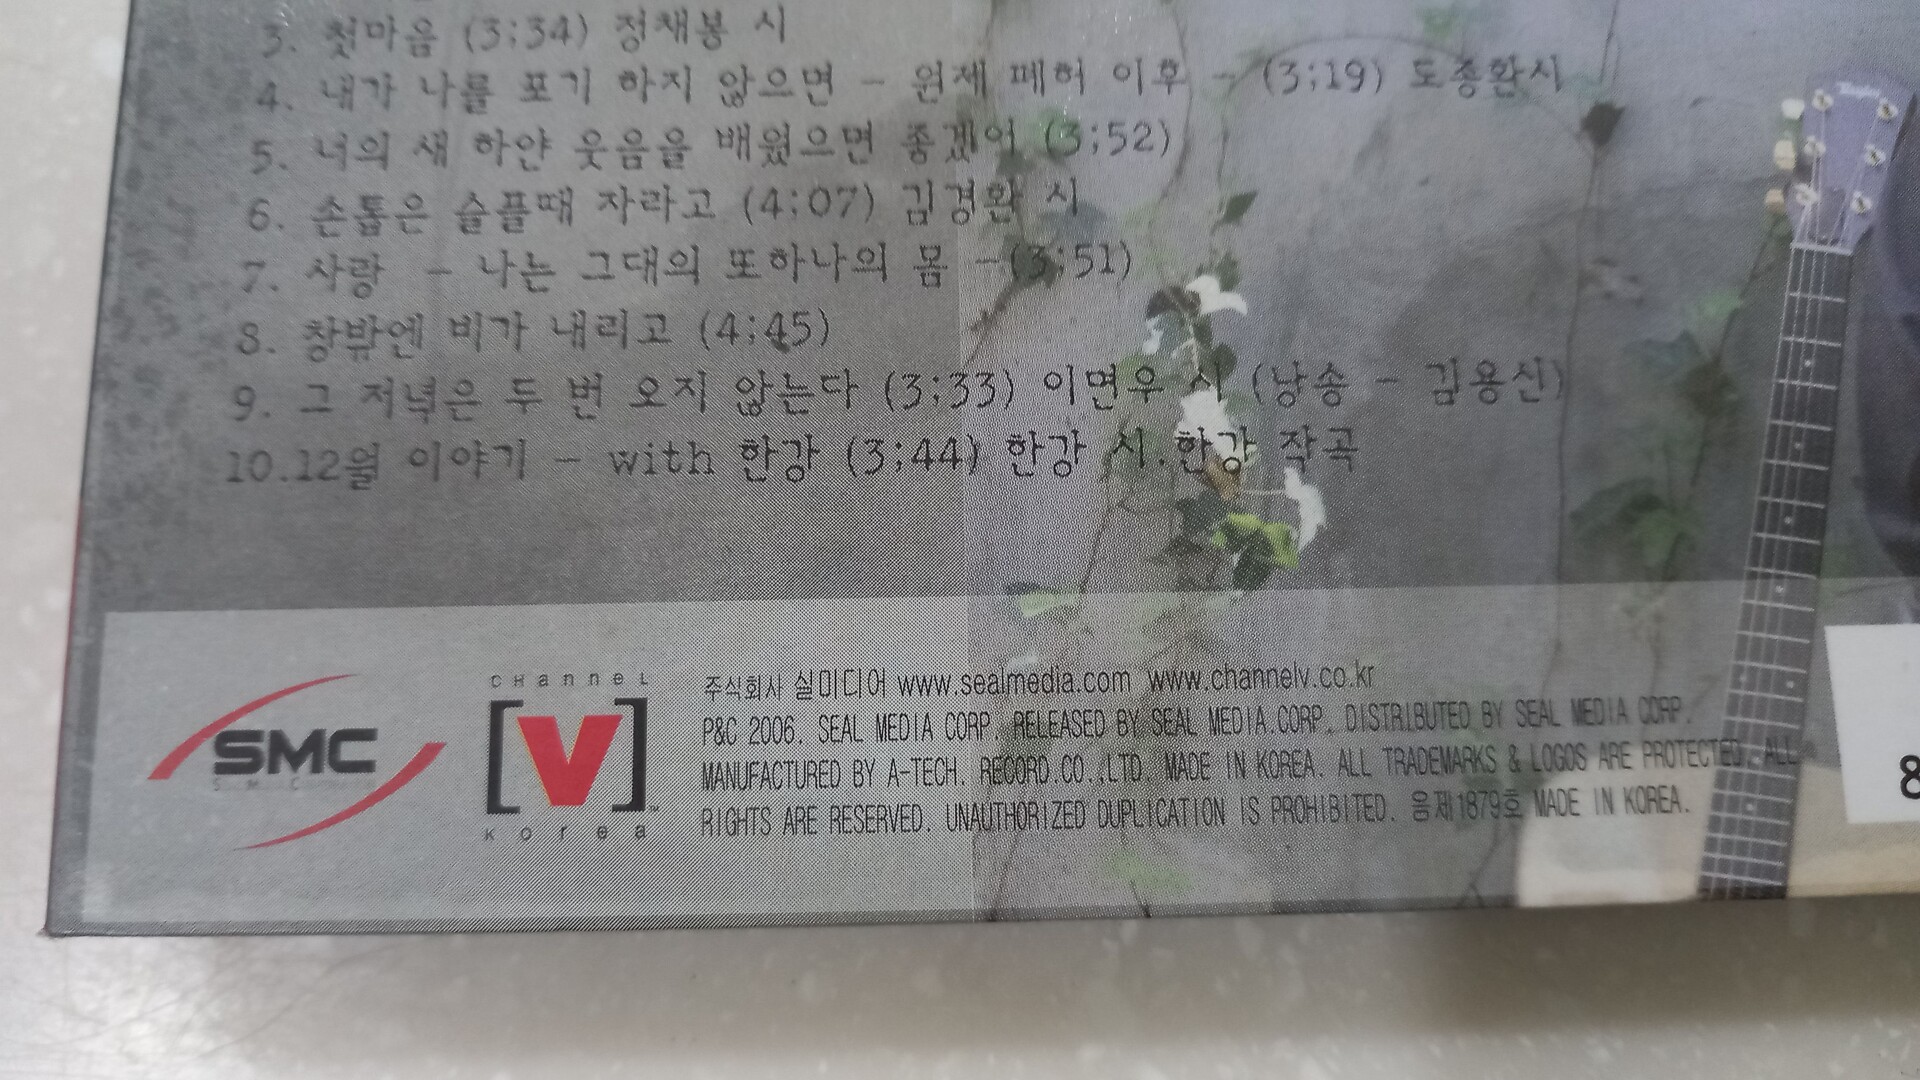 3. 첫마음 (3;34) 정채봉 시
4. 내가 나를 포기 하지 않으면 - 원제 폐허 이후 - (3;19) 도종환시
5. 너의 새 하얀 웃음을 배웠으면 좋겠어 (3;52)
6. 손톱은 슬플때 자라고 (4;07) 김경환 시
7. 사랑 - 나는 그대의 또하나의 몸 -(3;51)
8. 창밖엔 비가 내리고 (4;45)
9. 그 저녁은 두 번 오지 않는다 (3;33) 이면우 시 (낭송 - 김용신)
10.12월 이야기 - with 한강 (3;44) 한강 시.한강 작곡
SMC
SMC
channel
[V]
Korea
주식회사 실미디어 www.sealmedia.com www.channelv.co.kr
P&C 2006. SEAL MEDIA CORP. RELEASED BY SEAL MEDIA.CORP. DISTRIBUTED BY SEAL MEDIA CORP.
MANUFACTURED BY A-TECH. RECORD.CO.,LTD. MADE IN KOREA. ALL TRADEMARKS & LOGOS ARE PROTECTED. ALL
RIGHTS ARE RESERVED. UNAUTHORIZED DUPLICATION IS PROHIBITED. 음제1879호 MADE IN KOREA.
8